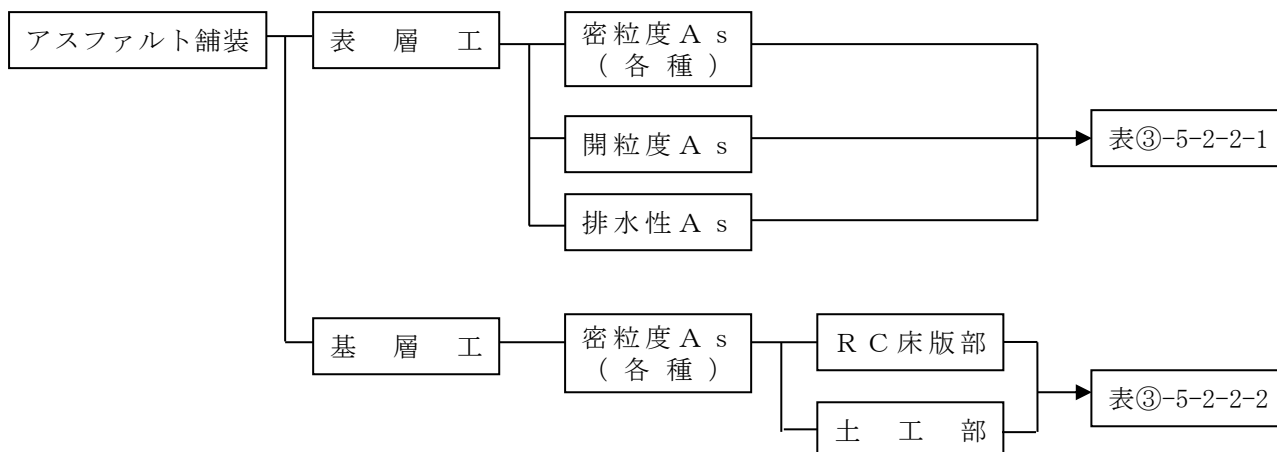 アスファルト舗装
表層工
密粒度Ａｓ
（各種）
開粒度Ａｓ
排水性Ａｓ
表③-5-2-2-1
基層工
密粒度Ａｓ
（各種）
ＲＣ床版部
土工部
表③-5-2-2-2